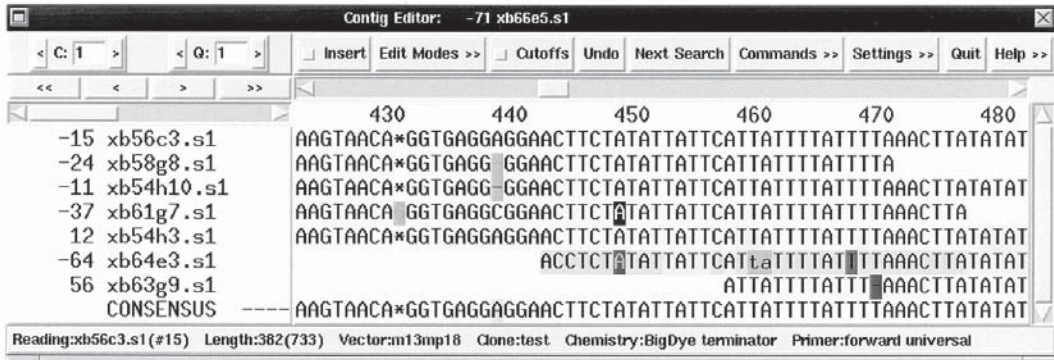 Contig Editor: -71 xb66e5.s1
< C: 1 > < Q: 1 > Insert Edit Modes >> Cutoffs Undo Next Search Commands >> Settings >> Quit Help >>
<< < > >>
430 440 450 460 470 480
-15 xb56c3.s1 AAGTAACA*GGTGAGGAGGAACTTCTATATTATTCATTATTTTATTTTAAACTTATATAT
-24 xb58g8.s1 AAGTAACA*GGTGAGG-GGAACTTCTATATTATTCATTATTTTATTTTA
-11 xb54h10.s1 AAGTAACA*GGTGAGG-GGAACTTCTATATTATTCATTATTTTATTTTAAACTTATATAT
-37 xb61g7.s1 AAGTAACA GGTGAGGCGGAACTTCTATATTATTCATTATTTTATTTTAAACTTA
12 xb54h3.s1 AAGTAACA*GGTGAGGAGGAACTTCTATATTATTCATTATTTTATTTTAAACTTATATAT
-64 xb64e3.s1 ACCTCTATATTATTCATtaTTTTATTTTAAACTTATATAT
56 xb63g9.s1 ATTATTTTATTT-AAACTTATATAT
CONSENSUS ---- AAGTAACA*GGTGAGGAGGAACTTCTATATTATTCATTATTTTATTTTAAACTTATATAT
Reading:xb56c3.s1(#15) Length:382(733) Vector:m13mp18 Clone:test Chemistry:BigDye terminator Primer:forward universal